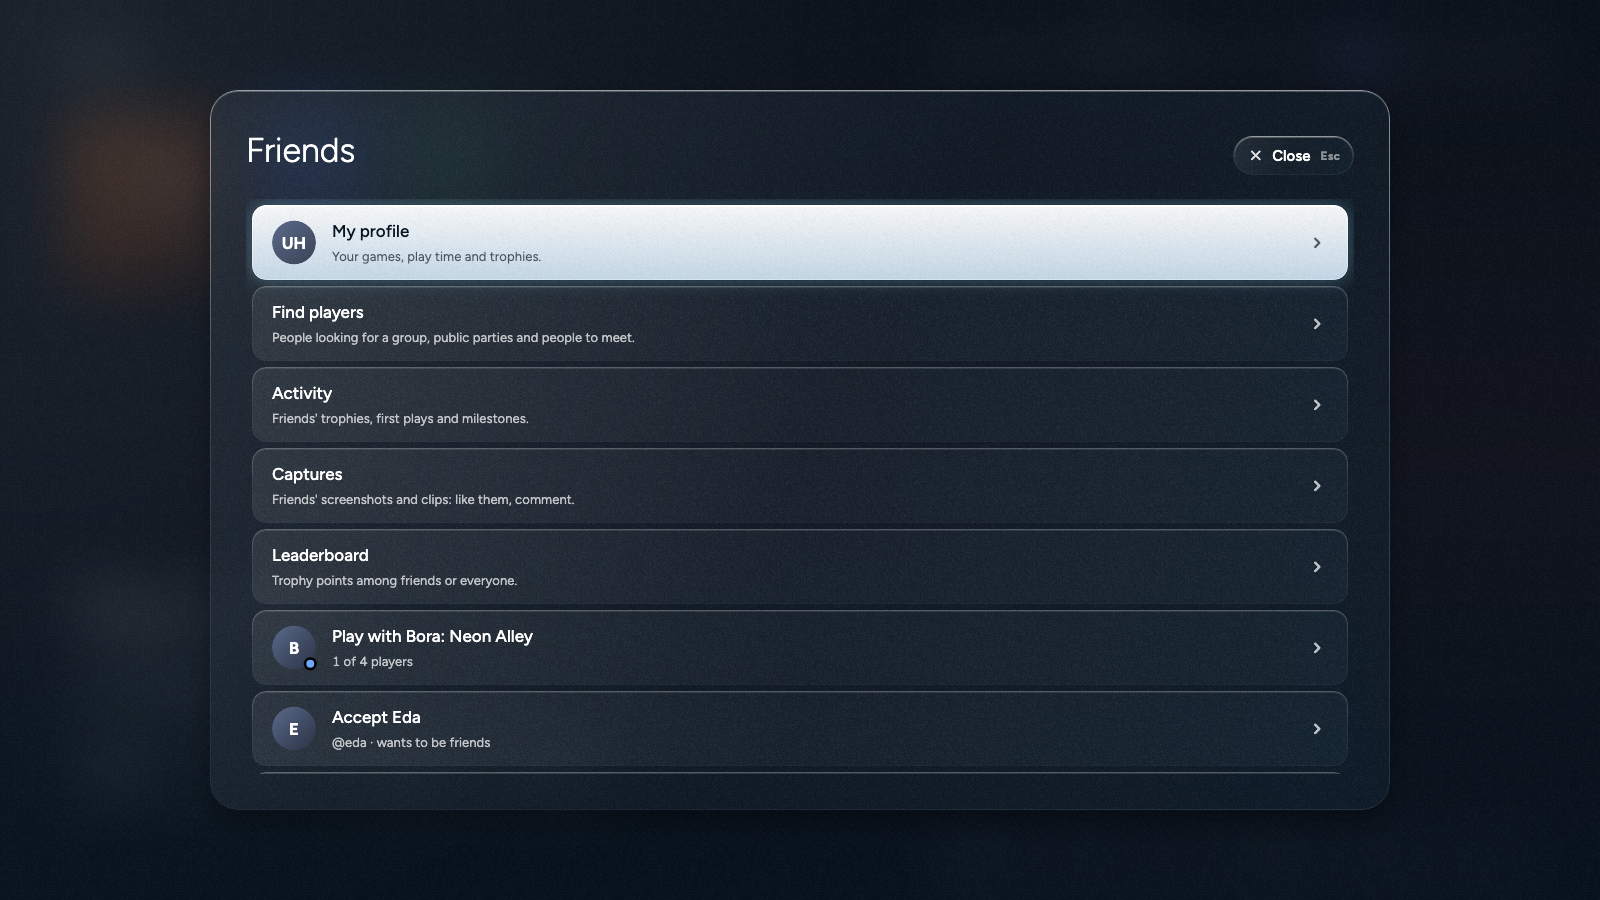 Friends
Close Esc
UH
My profile
Your games, play time and trophies.
Find players
People looking for a group, public parties and people to meet.
Activity
Friends' trophies, first plays and milestones.
Captures
Friends' screenshots and clips: like them, comment.
Leaderboard
Trophy points among friends or everyone.
B
Play with Bora: Neon Alley
1 of 4 players
E
Accept Eda
@eda · wants to be friends